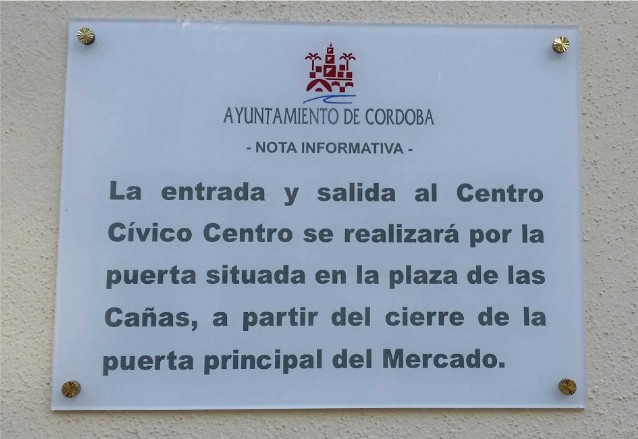 AYUNTAMIENTO DE CORDOBA
- NOTA INFORMATIVA -
La entrada y salida al Centro
Cívico Centro se realizará por la
puerta situada en la plaza de las
Cañas, a partir del cierre de la
puerta principal del Mercado.